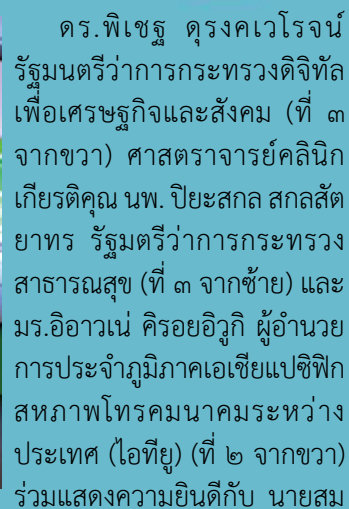 ดร.พิเชฐ ดุรงคเวโรจน์
รัฐมนตรีว่าการกระทรวงดิจิทัล
เพื่อเศรษฐกิจและสังคม (ที่ ๓
จากขวา) ศาสตราจารย์คลินิก
เกียรติคุณ นพ. ปิยะสกล สกลสัต
ยาทร รัฐมตรีว่าการกระทรวง
สาธารณสุข (ที่ ๓ จากซ้าย) และ
มร.อิอาวเน่ คิรอยอิวูกิ ผู้อำนวย
การประจำภูมิภาคเอเชียแปซิฟิก
สหภาพโทรคมนาคมระหว่าง
ประเทศ (ไอทียู) (ที่ ๒ จากขวา)
ร่วมแสดงความยินดีกับ นายสม